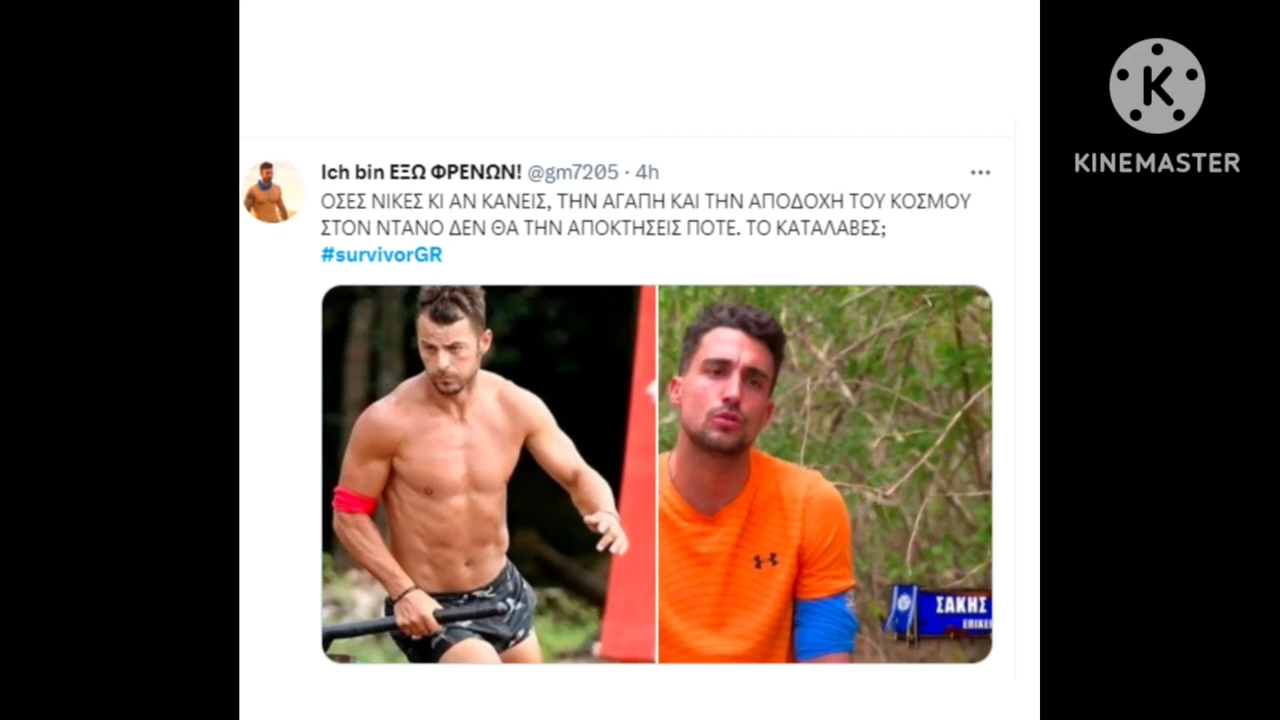 KINEMASTER
Ich bin ΕΞΩ ΦΡΕΝΩΝ! @gm7205 · 4h
ΟΣΕΣ ΝΙΚΕΣ ΚΙ ΑΝ ΚΑΝΕΙΣ, ΤΗΝ ΑΓΑΠΗ ΚΑΙ ΤΗΝ ΑΠΟΔΟΧΗ ΤΟΥ ΚΟΣΜΟΥ
ΣΤΟΝ ΝΤΑΝΟ ΔΕΝ ΘΑ ΤΗΝ ΑΠΟΚΤΗΣΕΙΣ ΠΟΤΕ. ΤΟ ΚΑΤΑΛΑΒΕΣ;
#survivorGR
ΣΑΚΗΣ